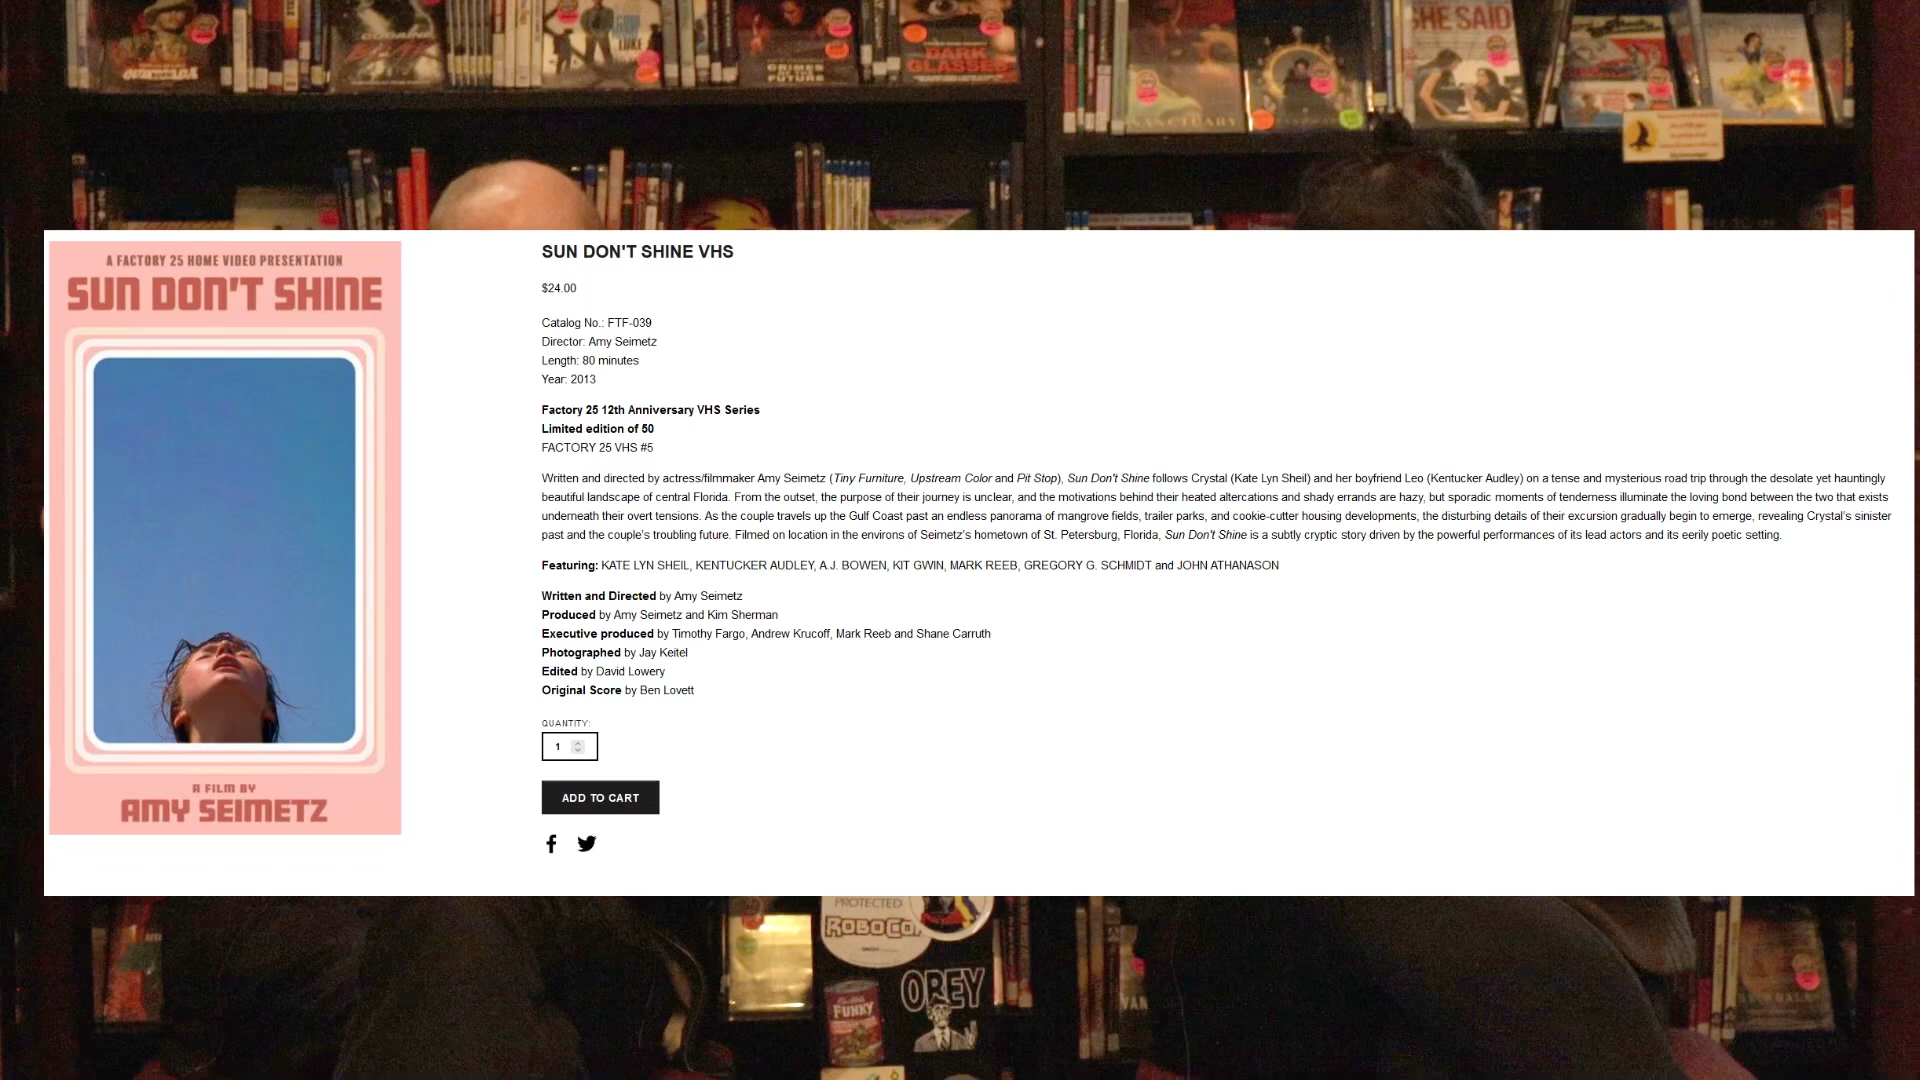 COCAINE
BEAR
LUKE
CRIMES
OF THE
FUTURE
DARK
GLASSES
SANCTUARY
SHE SAID
A FACTORY 25 HOME VIDEO PRESENTATION
SUN DON'T SHINE
A FILM BY
AMY SEIMETZ
SUN DON'T SHINE VHS
$24.00
Catalog No.: FTF-039
Director: Amy Seimetz
Length: 80 minutes
Year: 2013
Factory 25 12th Anniversary VHS Series
Limited edition of 50
FACTORY 25 VHS #5
Written and directed by actress/filmmaker Amy Seimetz (Tiny Furniture, Upstream Color and Pit Stop), Sun Don't Shine follows Crystal (Kate Lyn Sheil) and her boyfriend Leo (Kentucker Audley) on a tense and mysterious road trip through the desolate yet hauntingly
beautiful landscape of central Florida. From the outset, the purpose of their journey is unclear, and the motivations behind their heated altercations and shady errands are hazy, but sporadic moments of tenderness illuminate the loving bond between the two that exists
underneath their overt tensions. As the couple travels up the Gulf Coast past an endless panorama of mangrove fields, trailer parks, and cookie-cutter housing developments, the disturbing details of their excursion gradually begin to emerge, revealing Crystal's sinister
past and the couple's troubling future. Filmed on location in the environs of Seimetz's hometown of St. Petersburg, Florida, Sun Don't Shine is a subtly cryptic story driven by the powerful performances of its lead actors and its eerily poetic setting.
Featuring: KATE LYN SHEIL, KENTUCKER AUDLEY, A.J. BOWEN, KIT GWIN, MARK REEB, GREGORY G. SCHMIDT and JOHN ATHANASON
Written and Directed by Amy Seimetz
Produced by Amy Seimetz and Kim Sherman
Executive produced by Timothy Fargo, Andrew Krucoff, Mark Reeb and Shane Carruth
Photographed by Jay Keitel
Edited by David Lowery
Original Score by Ben Lovett
QUANTITY:
1
ADD TO CART
PROTECTED
ROBOCO
OBEY
FUNKY